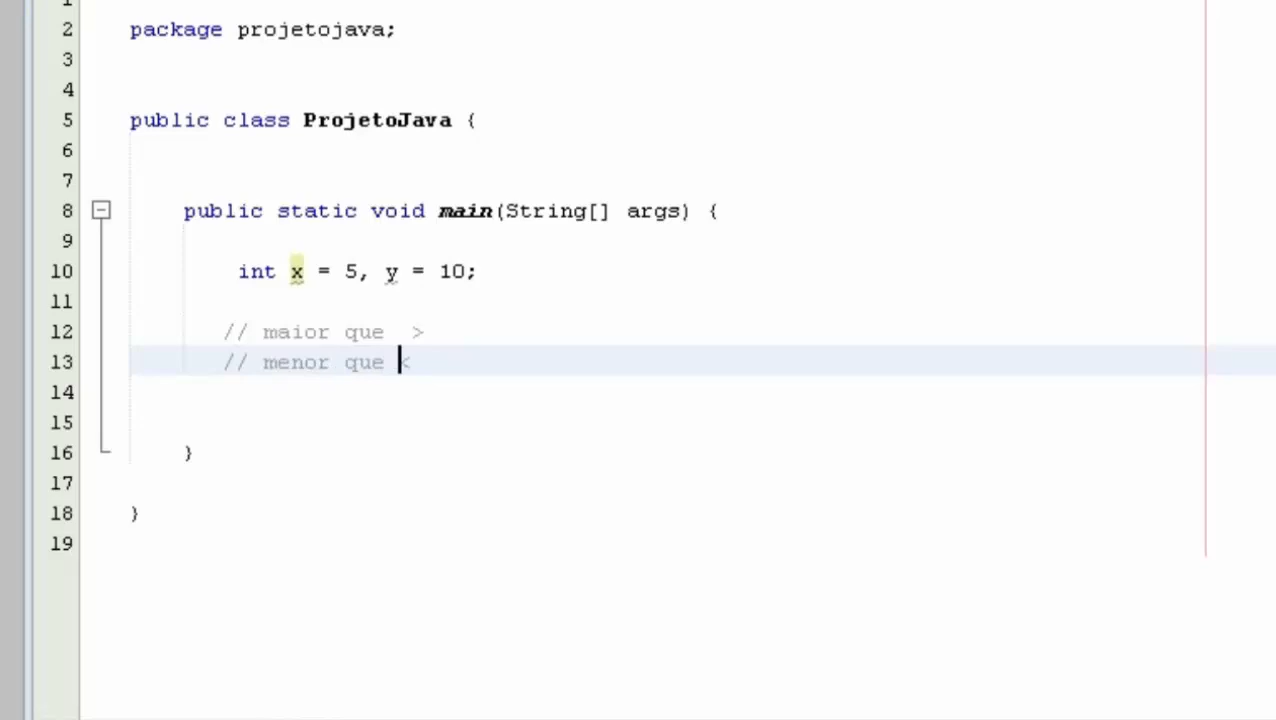 1
2 package projetojava;
3
4
5 public class ProjetoJava {
6
7
8 public static void main(String[] args) {
9
10 int x = 5, y = 10;
11
12 // maior que  >
13 // menor que <
14
15
16 }
17
18 }
19